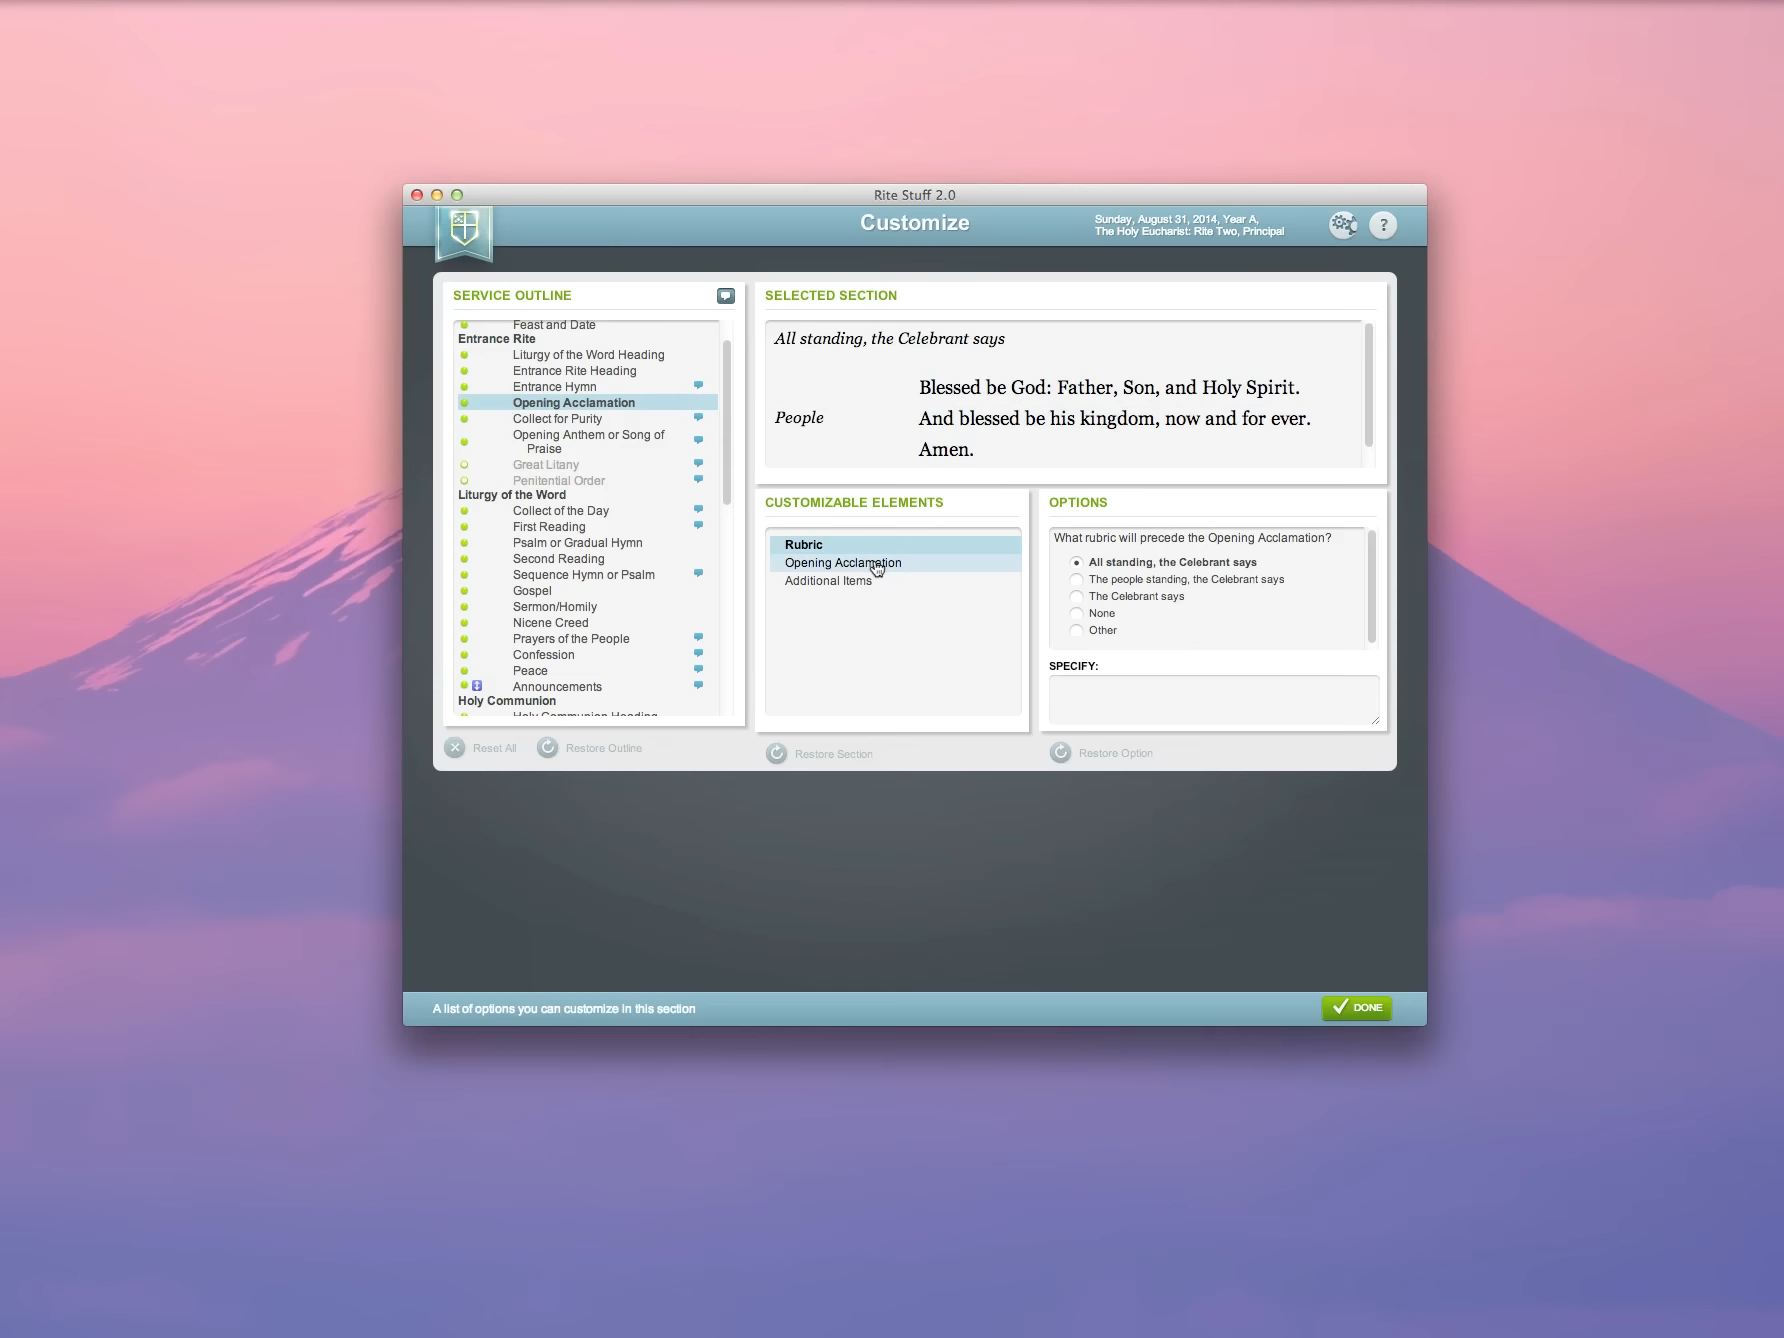 Rite Stuff 2.0
Customize
Sunday, August 31, 2014, Year A,
The Holy Eucharist: Rite Two, Principal
?
SERVICE OUTLINE
Feast and Date
Entrance Rite
Liturgy of the Word Heading
Entrance Rite Heading
Entrance Hymn
Opening Acclamation
Collect for Purity
Opening Anthem or Song of
Praise
Great Litany
Penitential Order
Liturgy of the Word
Collect of the Day
First Reading
Psalm or Gradual Hymn
Second Reading
Sequence Hymn or Psalm
Gospel
Sermon/Homily
Nicene Creed
Prayers of the People
Confession
Peace
Announcements
Holy Communion
Holy Communion Heading
Reset All
Restore Outline
SELECTED SECTION
All standing, the Celebrant says
Blessed be God: Father, Son, and Holy Spirit.
People And blessed be his kingdom, now and for ever.
Amen.
CUSTOMIZABLE ELEMENTS
Rubric
Opening Acclamation
Additional Items
Restore Section
OPTIONS
What rubric will precede the Opening Acclamation?
All standing, the Celebrant says
The people standing, the Celebrant says
The Celebrant says
None
Other
SPECIFY:
Restore Option
A list of options you can customize in this section
DONE